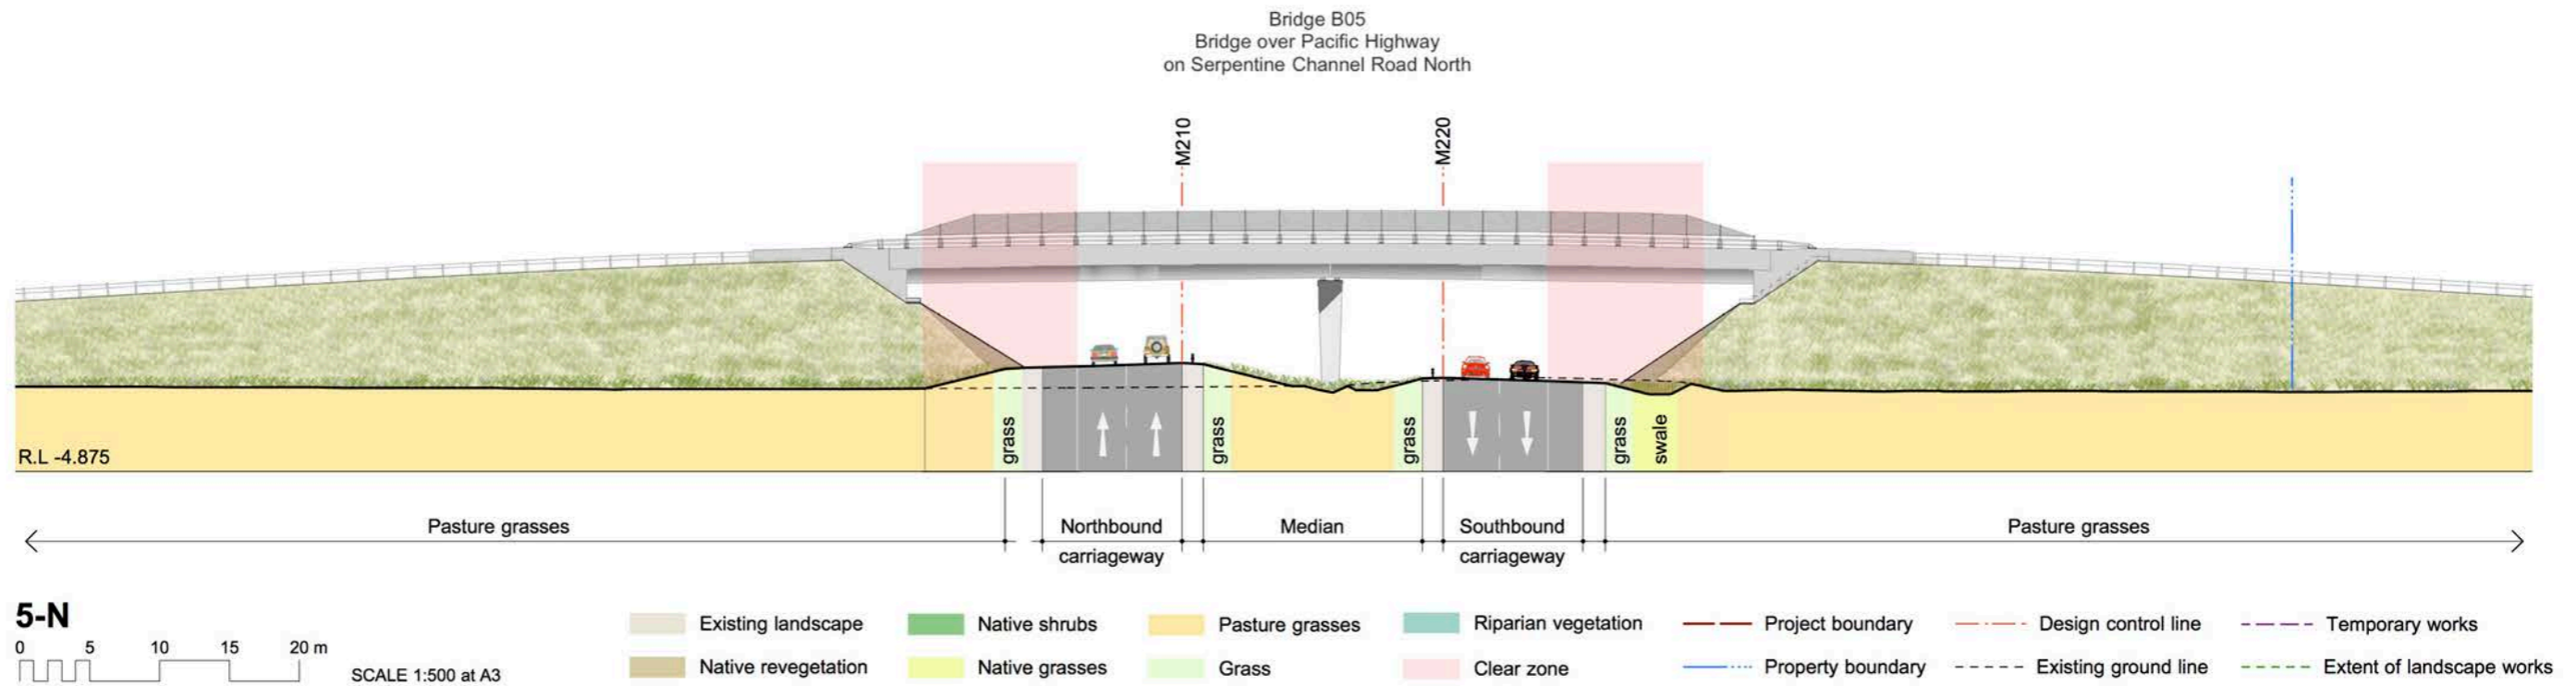 Bridge B05
Bridge over Pacific Highway
on Serpentine Channel Road North
M210
M220
grass
grass
grass
grass
swale
R.L -4.875
Pasture grasses
Northbound
carriageway
Median
Southbound
carriageway
Pasture grasses
5-N
0 5 10 15 20 m
SCALE 1:500 at A3
Existing landscape
Native revegetation
Native shrubs
Native grasses
Pasture grasses
Grass
Riparian vegetation
Clear zone
Project boundary
Property boundary
Design control line
Existing ground line
Temporary works
Extent of landscape works